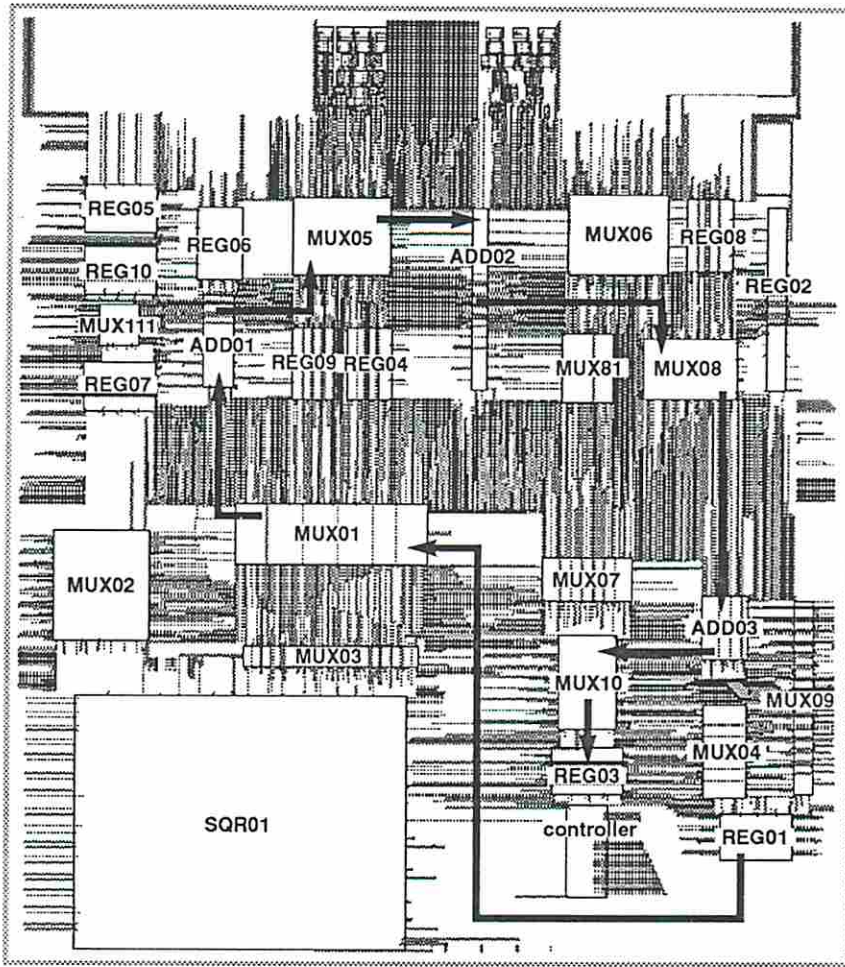 REG05
REG06
MUX05
MUX06
REG08
ADD02
REG10
REG02
MUX111
ADD01
REG09
REG04
MUX81
MUX08
REG07
MUX01
MUX02
MUX07
ADD03
MUX03
MUX10
MUX09
MUX04
REG03
SQR01
controller
REG01